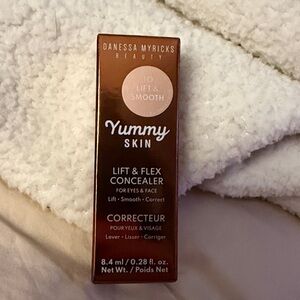 DANESSA MYRICKS
BEAUTY
10
LIFT &
SMOOTH
Yummy
SKIN
LIFT & FLEX
CONCEALER
FOR EYES & FACE
Lift • Smooth • Correct
CORRECTEUR
POUR YEUX & VISAGE
Lever • Lisser • Corriger
8.4 ml / 0.28 fl. oz.
Net Wt. / Poids Net